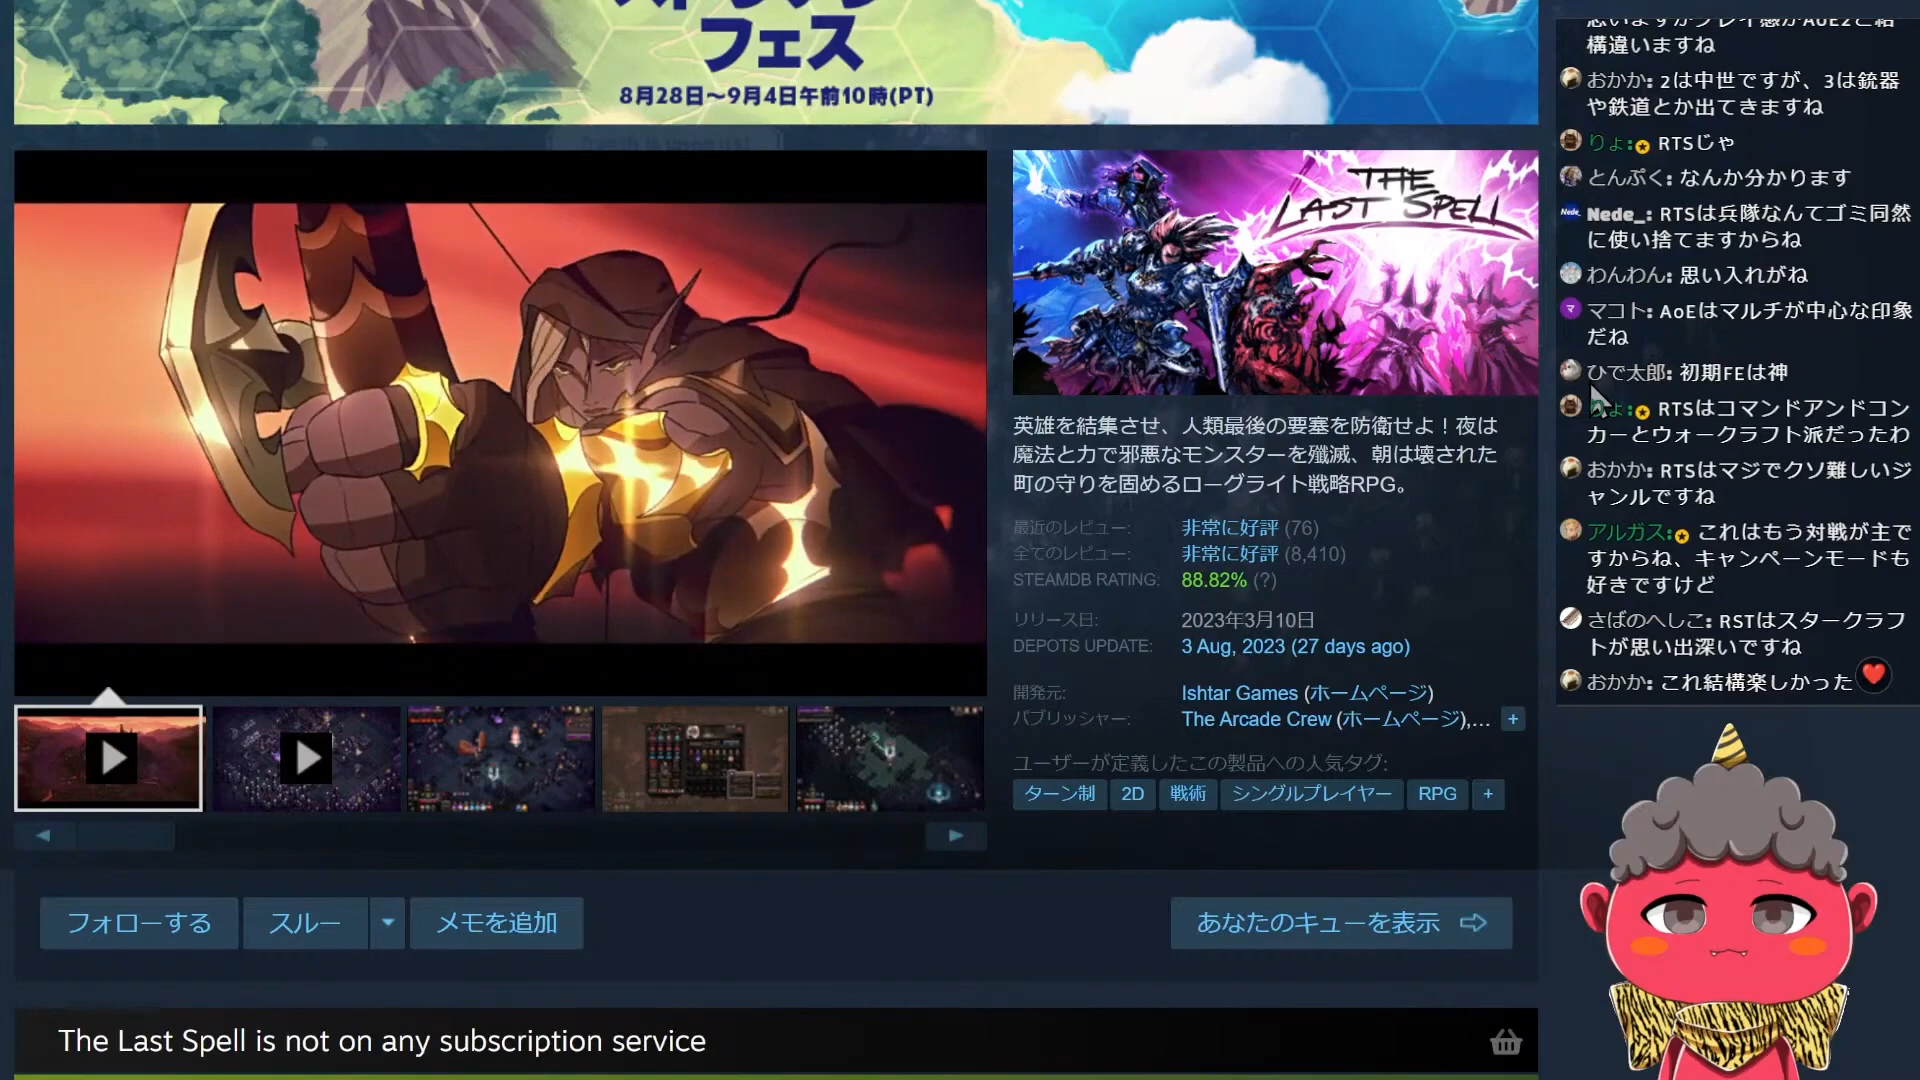 フェス
8月28日～9月4日午前10時(PT)
THE
LAST SPELL
英雄を結集させ、人類最後の要塞を防衛せよ！夜は
魔法と力で邪悪なモンスターを殲滅、朝は壊された
町の守りを固めるローグライト戦略RPG。
最近のレビュー: 非常に好評 (76)
全てのレビュー: 非常に好評 (8,410)
STEAMDB RATING: 88.82% (?)
リリース日: 2023年3月10日
DEPOTS UPDATE: 3 Aug, 2023 (27 days ago)
開発元: Ishtar Games (ホームページ)
パブリッシャー: The Arcade Crew (ホームページ),... +
ユーザーが定義したこの製品への人気タグ:
ターン制 2D 戦術 シングルプレイヤー RPG +
フォローする スルー メモを追加 あなたのキューを表示
The Last Spell is not on any subscription service
構違いますね
おかか: 2は中世ですが、3は銃器
や鉄道とか出てきますね
りょ: RTSじゃ
とんぷく: なんか分かります
Nede_: RTSは兵隊なんてゴミ同然
に使い捨てますからね
わんわん: 思い入れがね
マ マコト: AoEはマルチが中心な印象
だね
ひで太郎: 初期FEは神
りょ: RTSはコマンドアンドコン
カーとウォークラフト派だったわ
おかか: RTSはマジでクソ難しいジ
ャンルですね
アルガス: これはもう対戦が主で
すからね、キャンペーンモードも
好きですけど
さばのへしこ: RSTはスタークラフ
トが思い出深いですね
おかか: これ結構楽しかった